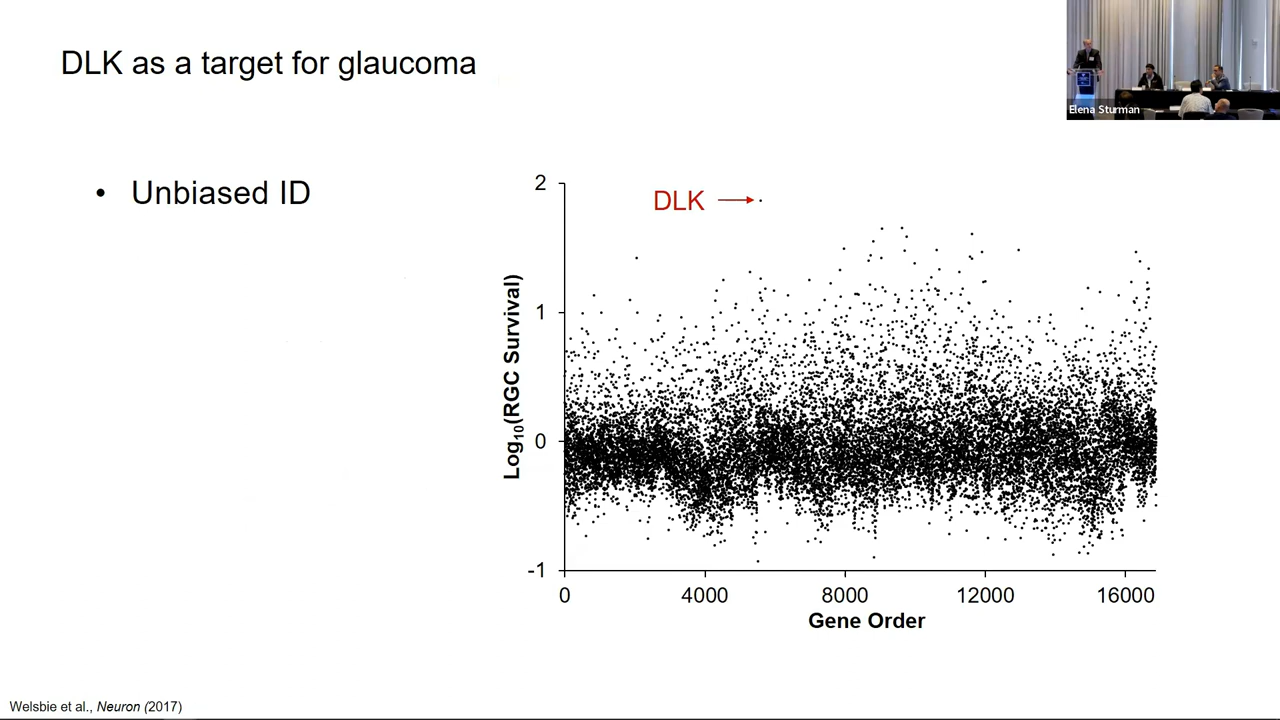 DLK as a target for glaucoma
Elena Sturman
• Unbiased ID
DLK
2
1
0
-1
Log10(RGC Survival)
0 4000 8000 12000 16000
Gene Order
Welsbie et al., Neuron (2017)